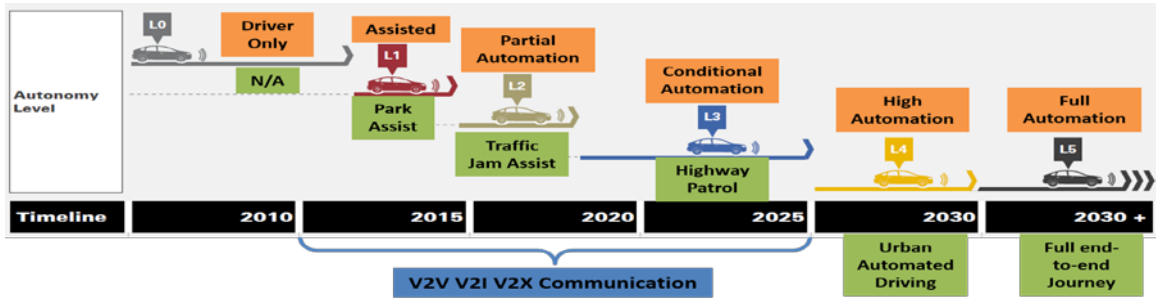 Autonomy
Level
L0
Driver
Only
N/A
Assisted
L1
Park
Assist
Partial
Automation
L2
Traffic
Jam Assist
Conditional
Automation
L3
Highway
Patrol
High
Automation
L4
Full
Automation
L5
Timeline
2010
2015
2020
2025
2030
2030 +
V2V V2I V2X Communication
Urban
Automated
Driving
Full end-
to-end
Journey